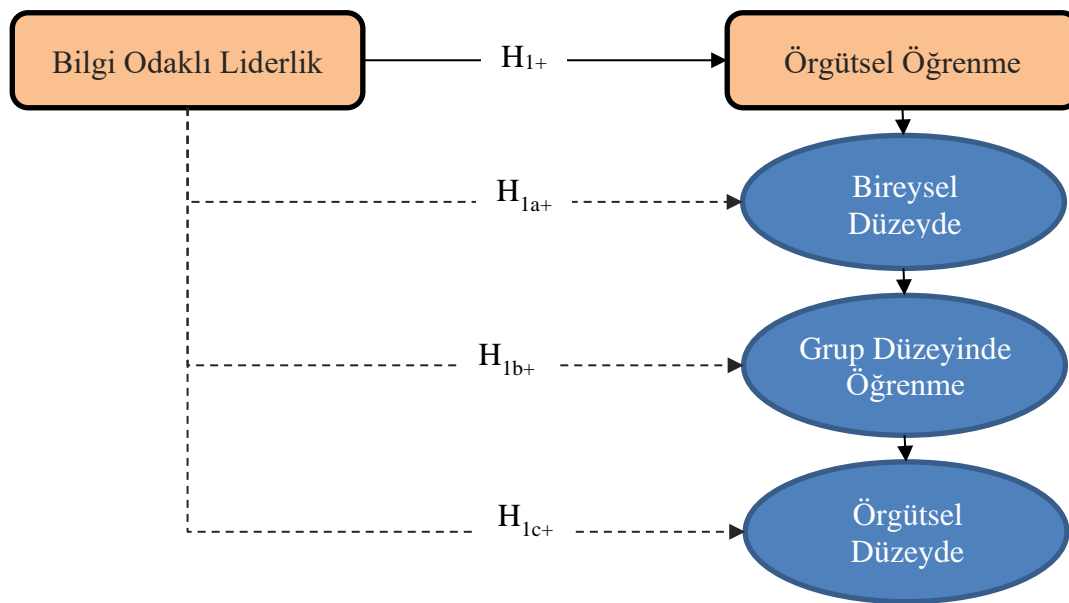 Bilgi Odaklı Liderlik
H1+
Örgütsel Öğrenme
H1a+
Bireysel
Düzeyde
H1b+
Grup Düzeyinde
Öğrenme
H1c+
Örgütsel
Düzeyde